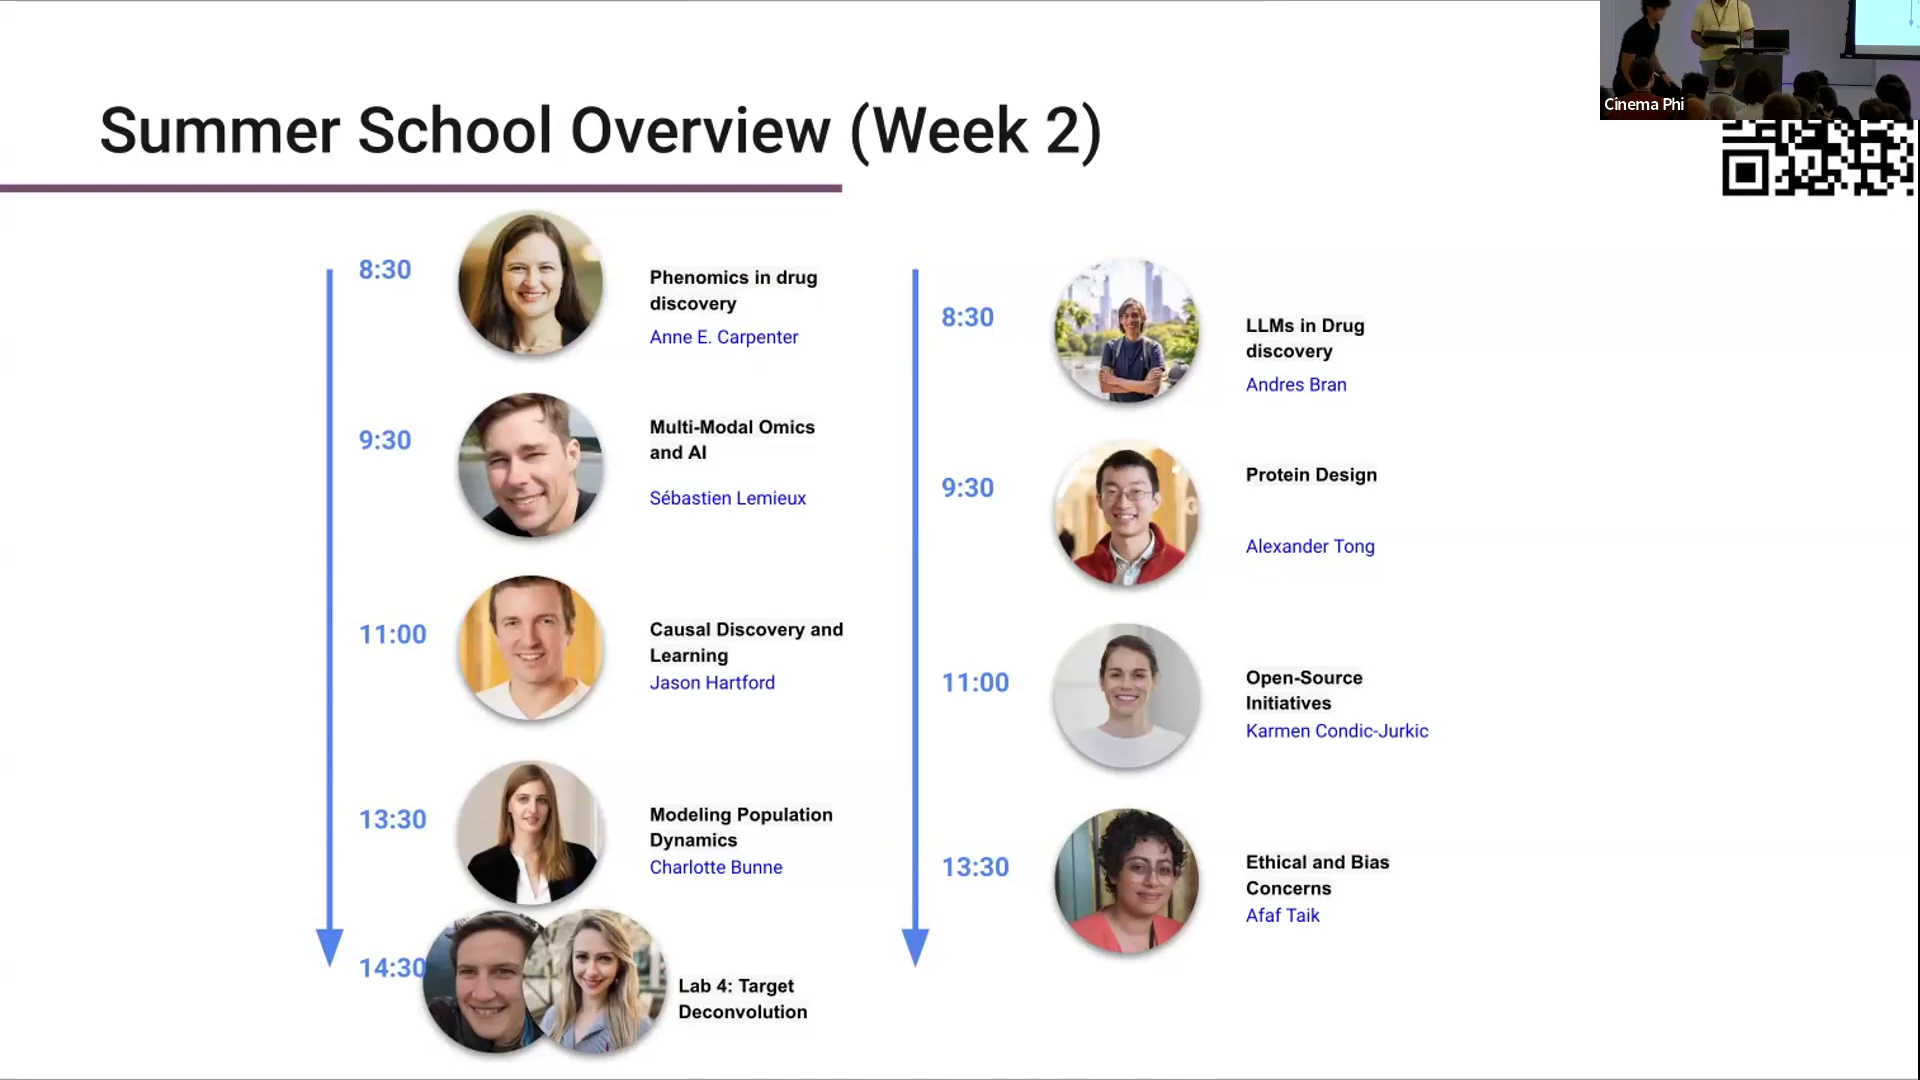 Summer School Overview (Week 2)
Cinema Phi
8:30
Phenomics in drug
discovery
Anne E. Carpenter
9:30
Multi-Modal Omics
and AI
Sébastien Lemieux
11:00
Causal Discovery and
Learning
Jason Hartford
13:30
Modeling Population
Dynamics
Charlotte Bunne
14:30
Lab 4: Target
Deconvolution
8:30
LLMs in Drug
discovery
Andres Bran
9:30
Protein Design
Alexander Tong
11:00
Open-Source
Initiatives
Karmen Condic-Jurkic
13:30
Ethical and Bias
Concerns
Afaf Taik